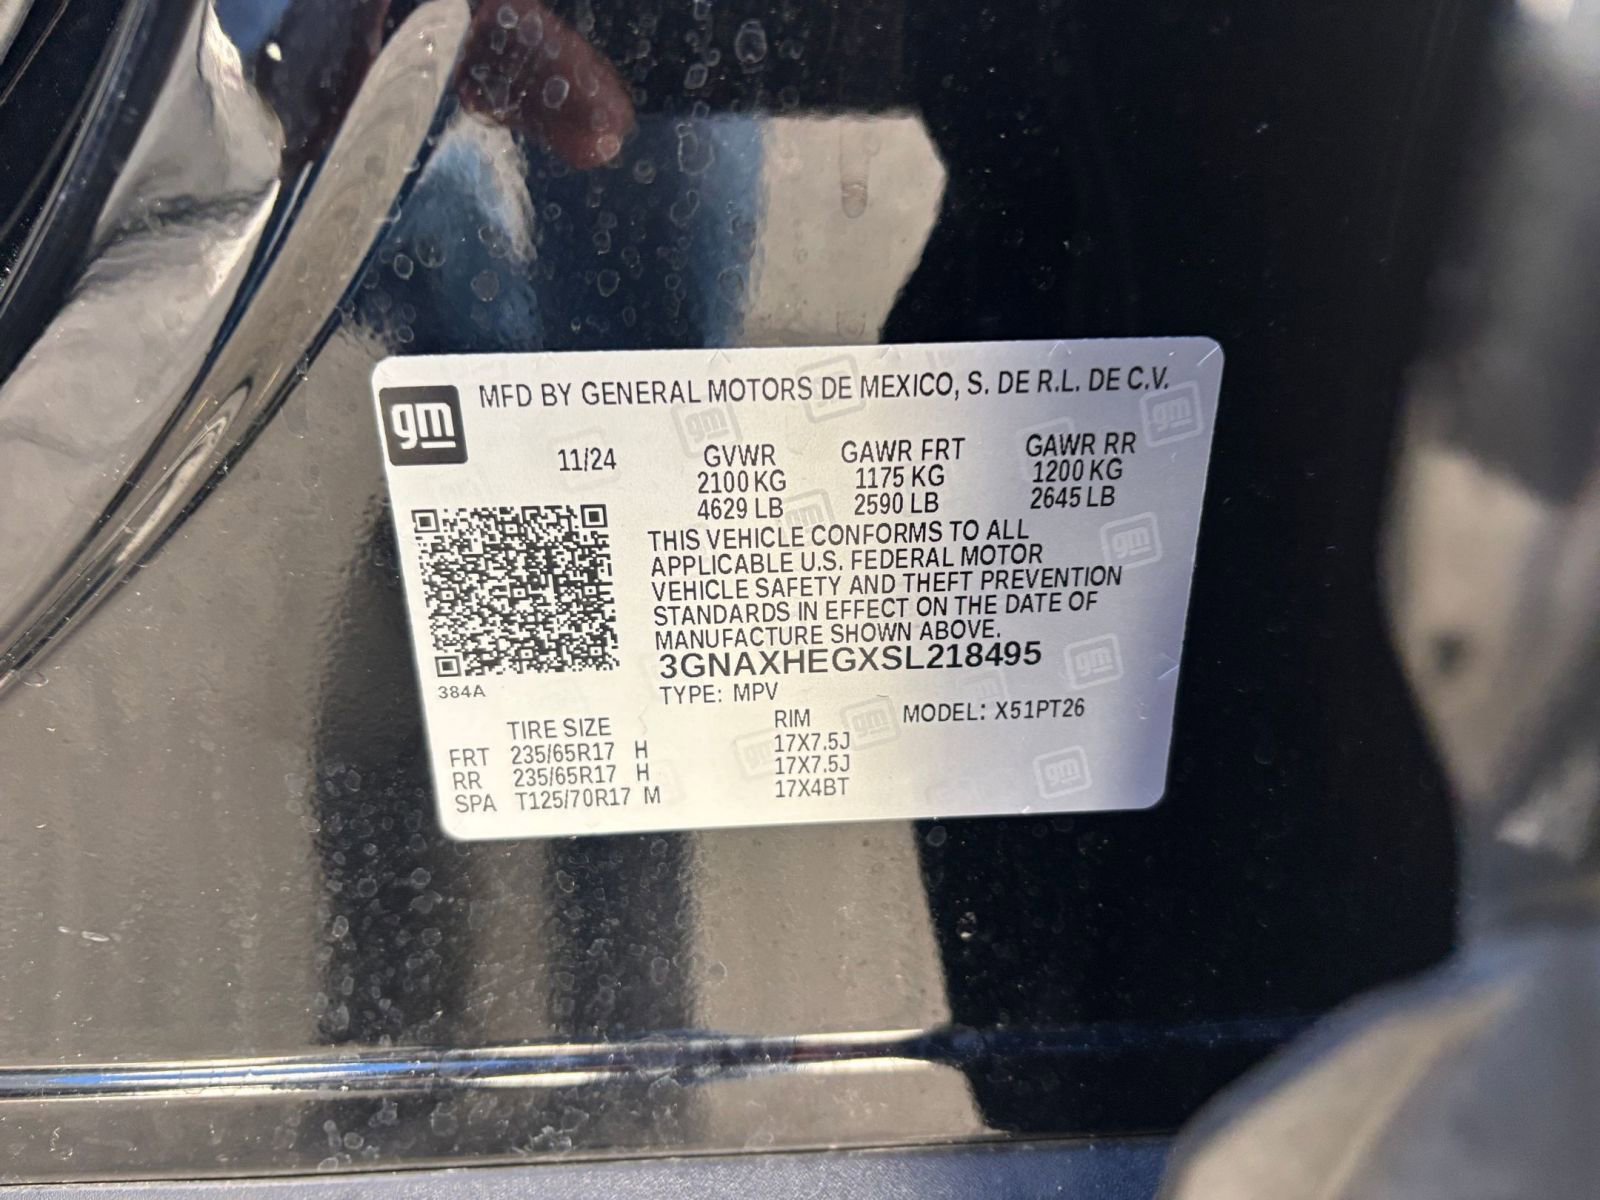 gm
MFD BY GENERAL MOTORS DE MEXICO, S. DE R.L. DE C.V.
11/24 GVWR GAWR FRT GAWR RR
2100 KG 1175 KG 1200 KG
4629 LB 2590 LB 2645 LB
THIS VEHICLE CONFORMS TO ALL
APPLICABLE U.S. FEDERAL MOTOR
VEHICLE SAFETY AND THEFT PREVENTION
STANDARDS IN EFFECT ON THE DATE OF
MANUFACTURE SHOWN ABOVE.
3GNAXHEGXSL218495
384A
TYPE: MPV
TIRE SIZE RIM MODEL: X51PT26
FRT 235/65R17 H 17X7.5J
RR 235/65R17 H 17X7.5J
SPA T125/70R17 M 17X4BT